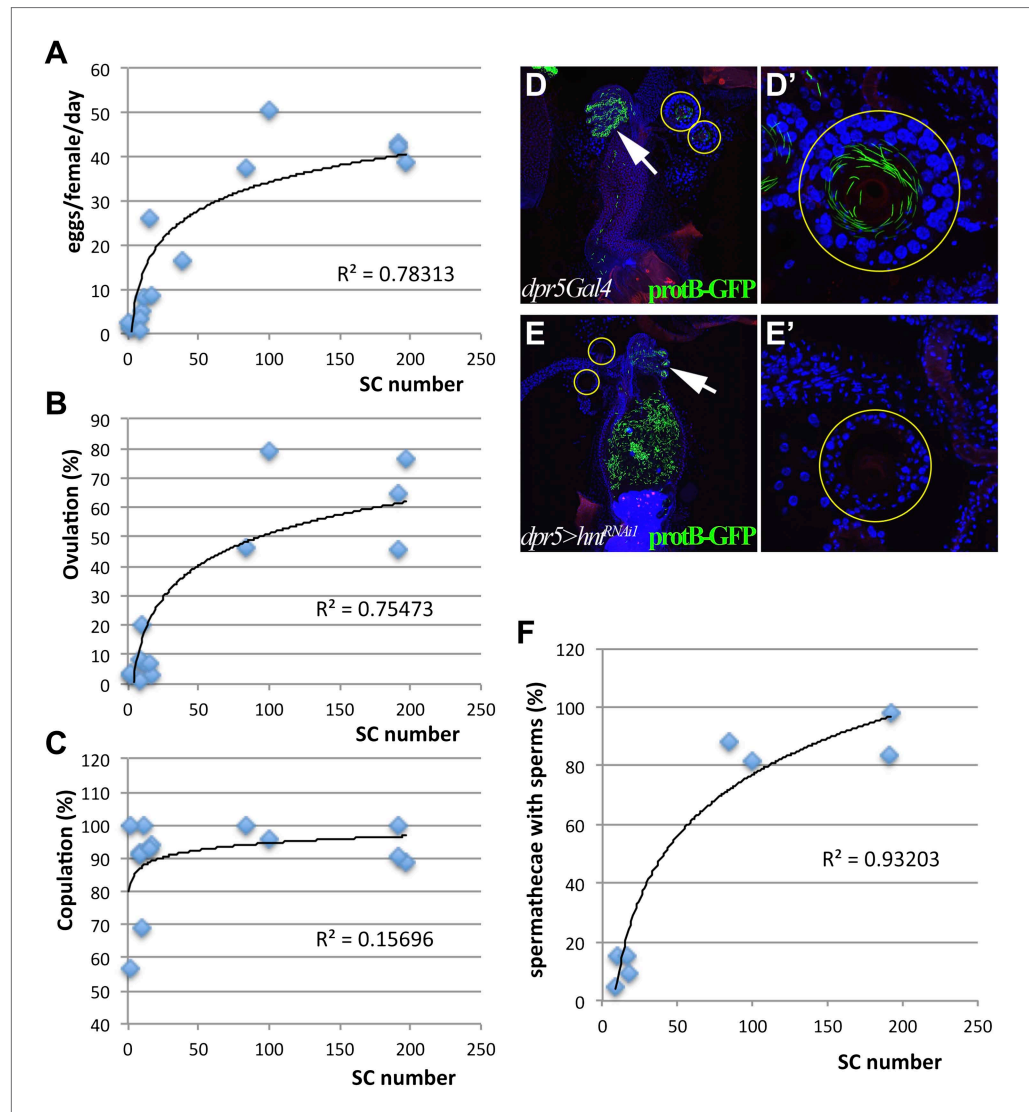 A
eggs/female/day
60
50
40
30
20
10
0
R² = 0.78313
0 50 100 150 200 250
SC number
B
Ovulation (%)
90
80
70
60
50
40
30
20
10
0
R² = 0.75473
0 50 100 150 200 250
SC number
C
Copulation (%)
120
110
100
90
80
70
60
50
40
R² = 0.15696
0 50 100 150 200 250
SC number
D
dpr5Gal4 protB-GFP
D'
E
dpr5>hntRNAi1 protB-GFP
E'
F
spermathecae with sperms (%)
120
100
80
60
40
20
0
R² = 0.93203
0 50 100 150 200 250
SC number